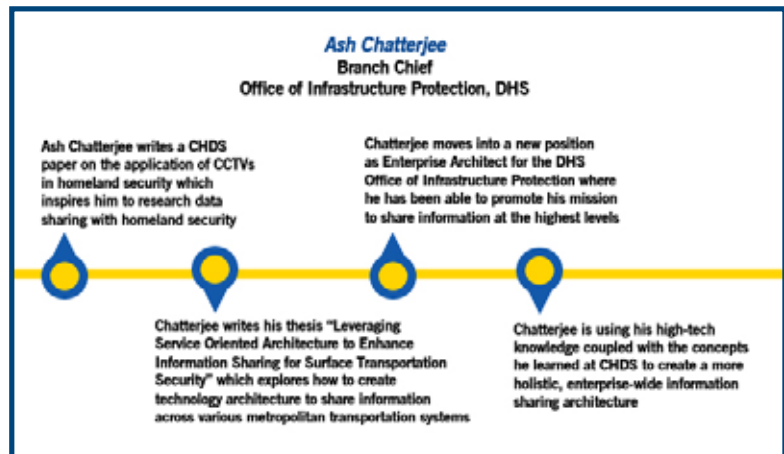 Ash Chatterjee
Branch Chief
Office of Infrastructure Protection, DHS
Ash Chatterjee writes a CHDS
paper on the application of CCTVs
in homeland security which
inspires him to research data
sharing with homeland security
Chatterjee writes his thesis “Leveraging
Service Oriented Architecture to Enhance
Information Sharing for Surface Transportation
Security” which explores how to create
technology architecture to share information
across various metropolitan transportation systems
Chatterjee moves into a new position
as Enterprise Architect for the DHS
Office of Infrastructure Protection where
he has been able to promote his mission
to share information at the highest levels
Chatterjee is using his high-tech
knowledge coupled with the concepts
he learned at CHDS to create a more
holistic, enterprise-wide information
sharing architecture